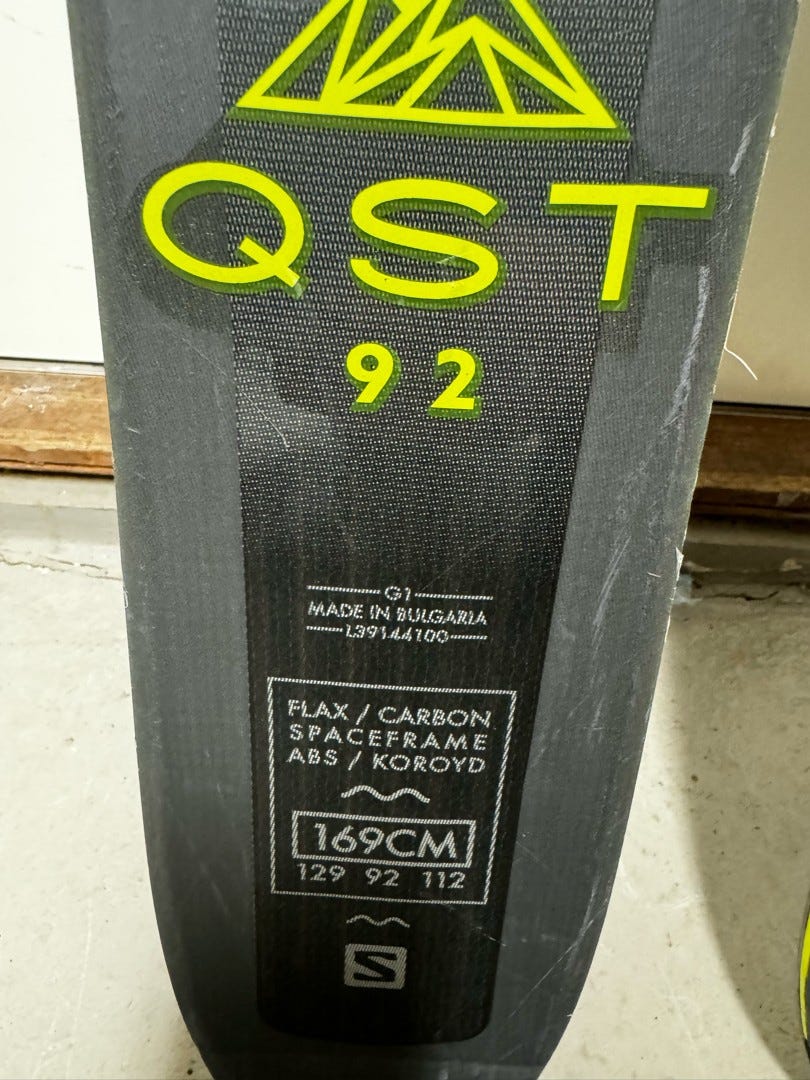 QST
92
G1
MADE IN BULGARIA
L39144100
FLAX / CARBON
SPACEFRAME
ABS / KOROYD
169CM
129 92 112
S